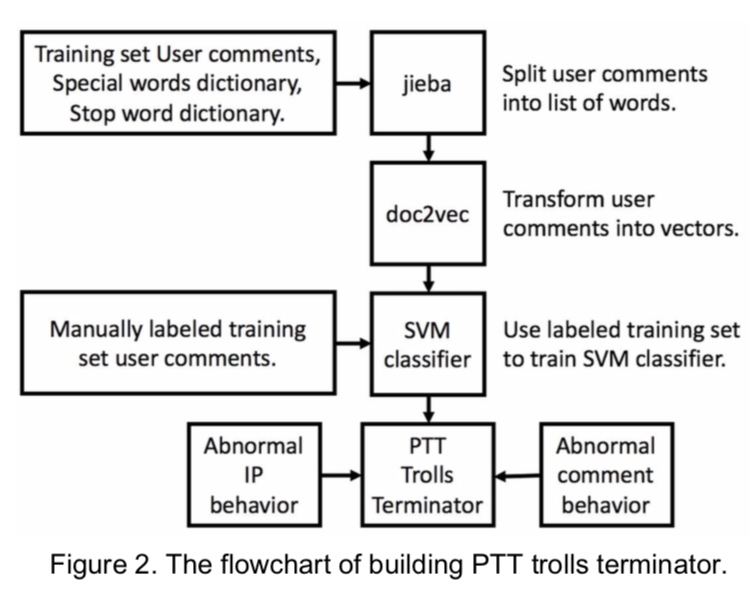 Training set User comments,
Special words dictionary,
Stop word dictionary.
jieba
Split user comments
into list of words.
doc2vec
Transform user
comments into vectors.
Manually labeled training
set user comments.
SVM
classifier
Use labeled training set
to train SVM classifier.
Abnormal
IP
behavior
PTT
Trolls
Terminator
Abnormal
comment
behavior
Figure 2. The flowchart of building PTT trolls terminator.